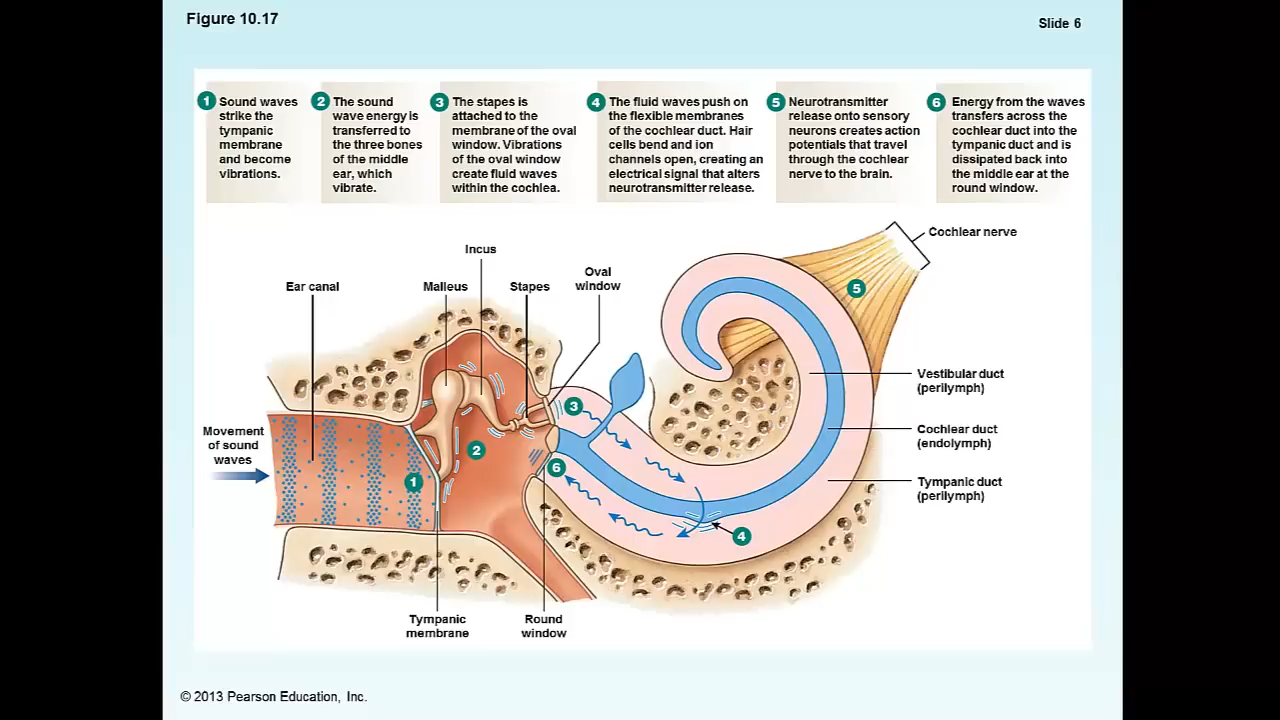 Figure 10.17
Slide 6
1 Sound waves
strike the
tympanic
membrane
and become
vibrations.
2 The sound
wave energy is
transferred to
the three bones
of the middle
ear, which
vibrate.
3 The stapes is
attached to the
membrane of the oval
window. Vibrations
of the oval window
create fluid waves
within the cochlea.
4 The fluid waves push on
the flexible membranes
of the cochlear duct. Hair
cells bend and ion
channels open, creating an
electrical signal that alters
neurotransmitter release.
5 Neurotransmitter
release onto sensory
neurons creates action
potentials that travel
through the cochlear
nerve to the brain.
6 Energy from the waves
transfers across the
cochlear duct into the
tympanic duct and is
dissipated back into
the middle ear at the
round window.
Cochlear nerve
Incus
Oval
window
Ear canal
Malleus
Stapes
5
Vestibular duct
(perilymph)
3
Cochlear duct
(endolymph)
Movement
of sound
waves
2
6
1
Tympanic duct
(perilymph)
4
Tympanic
membrane
Round
window
© 2013 Pearson Education, Inc.